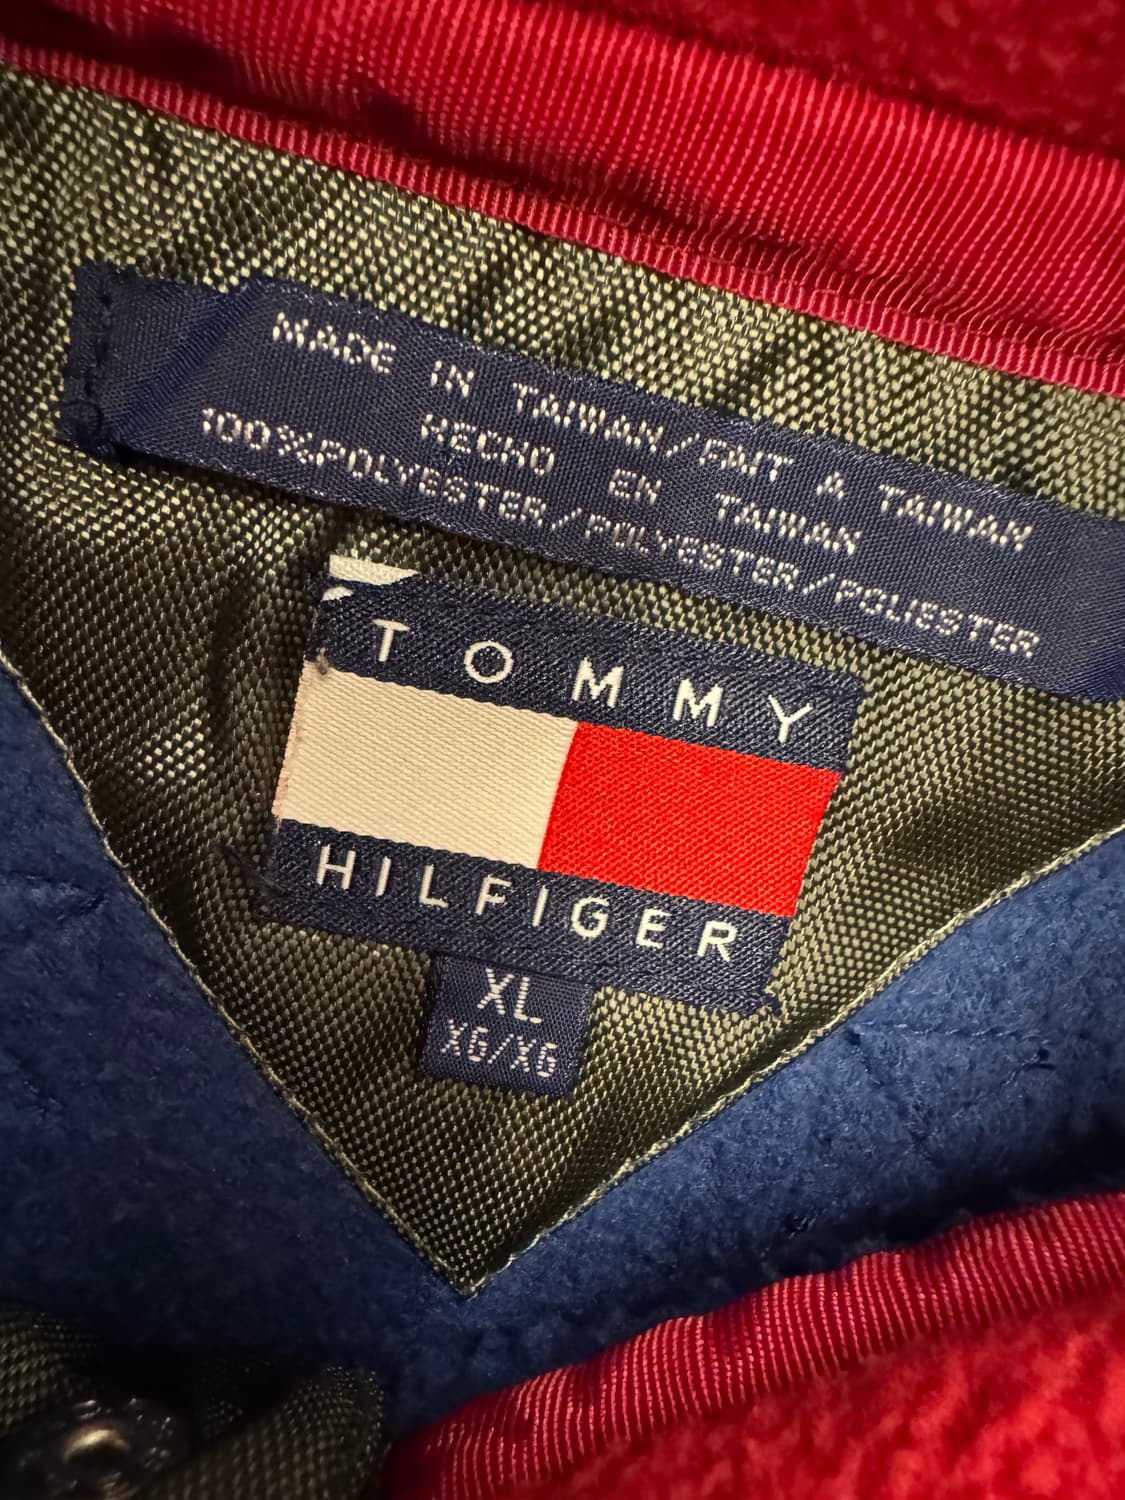 MADE IN TAIWAN/FAIT A TAIWAN
HECHO EN TAIWAN
100%POLYESTER/POLYESTER/POLIESTER
TOMMY
HILFIGER
XL
XG/XG